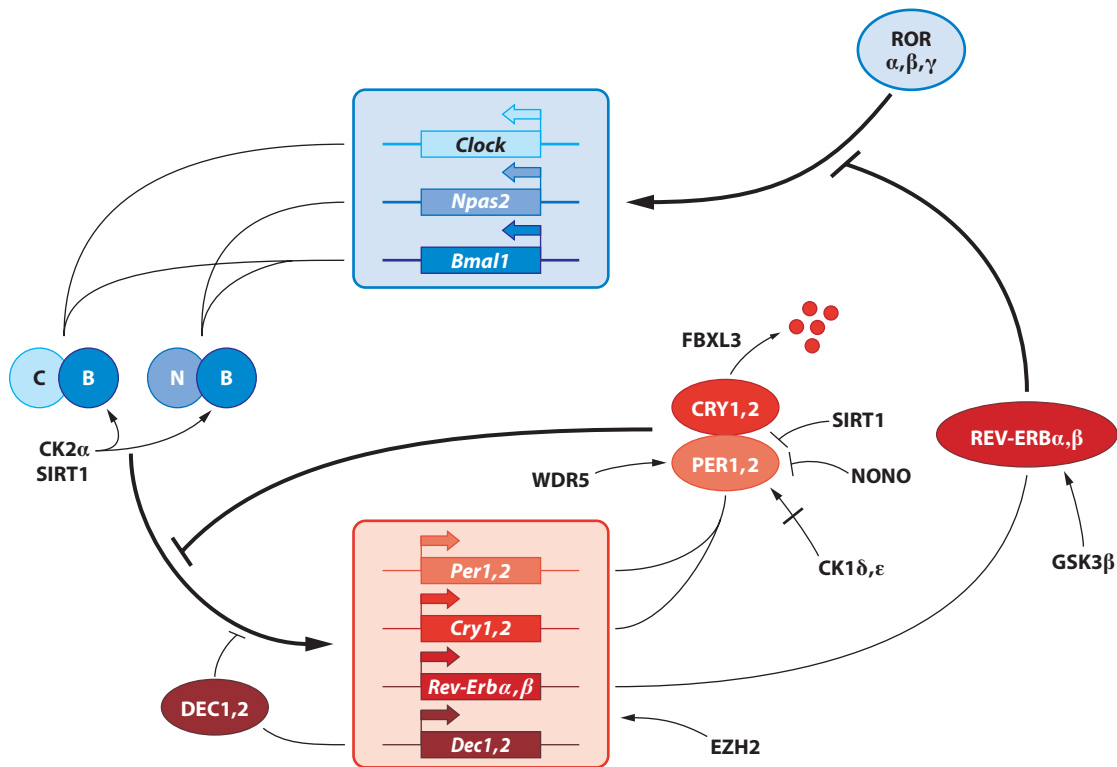 ROR
α,β,γ
Clock
Npas2
Bmal1
FBXL3
C
B
N
B
CRY1,2
SIRT1
REV-ERBα,β
CK2α
SIRT1
PER1,2
WDR5
NONO
Per1,2
CK1δ,ε
GSK3β
Cry1,2
Rev-Erbα,β
DEC1,2
Dec1,2
EZH2